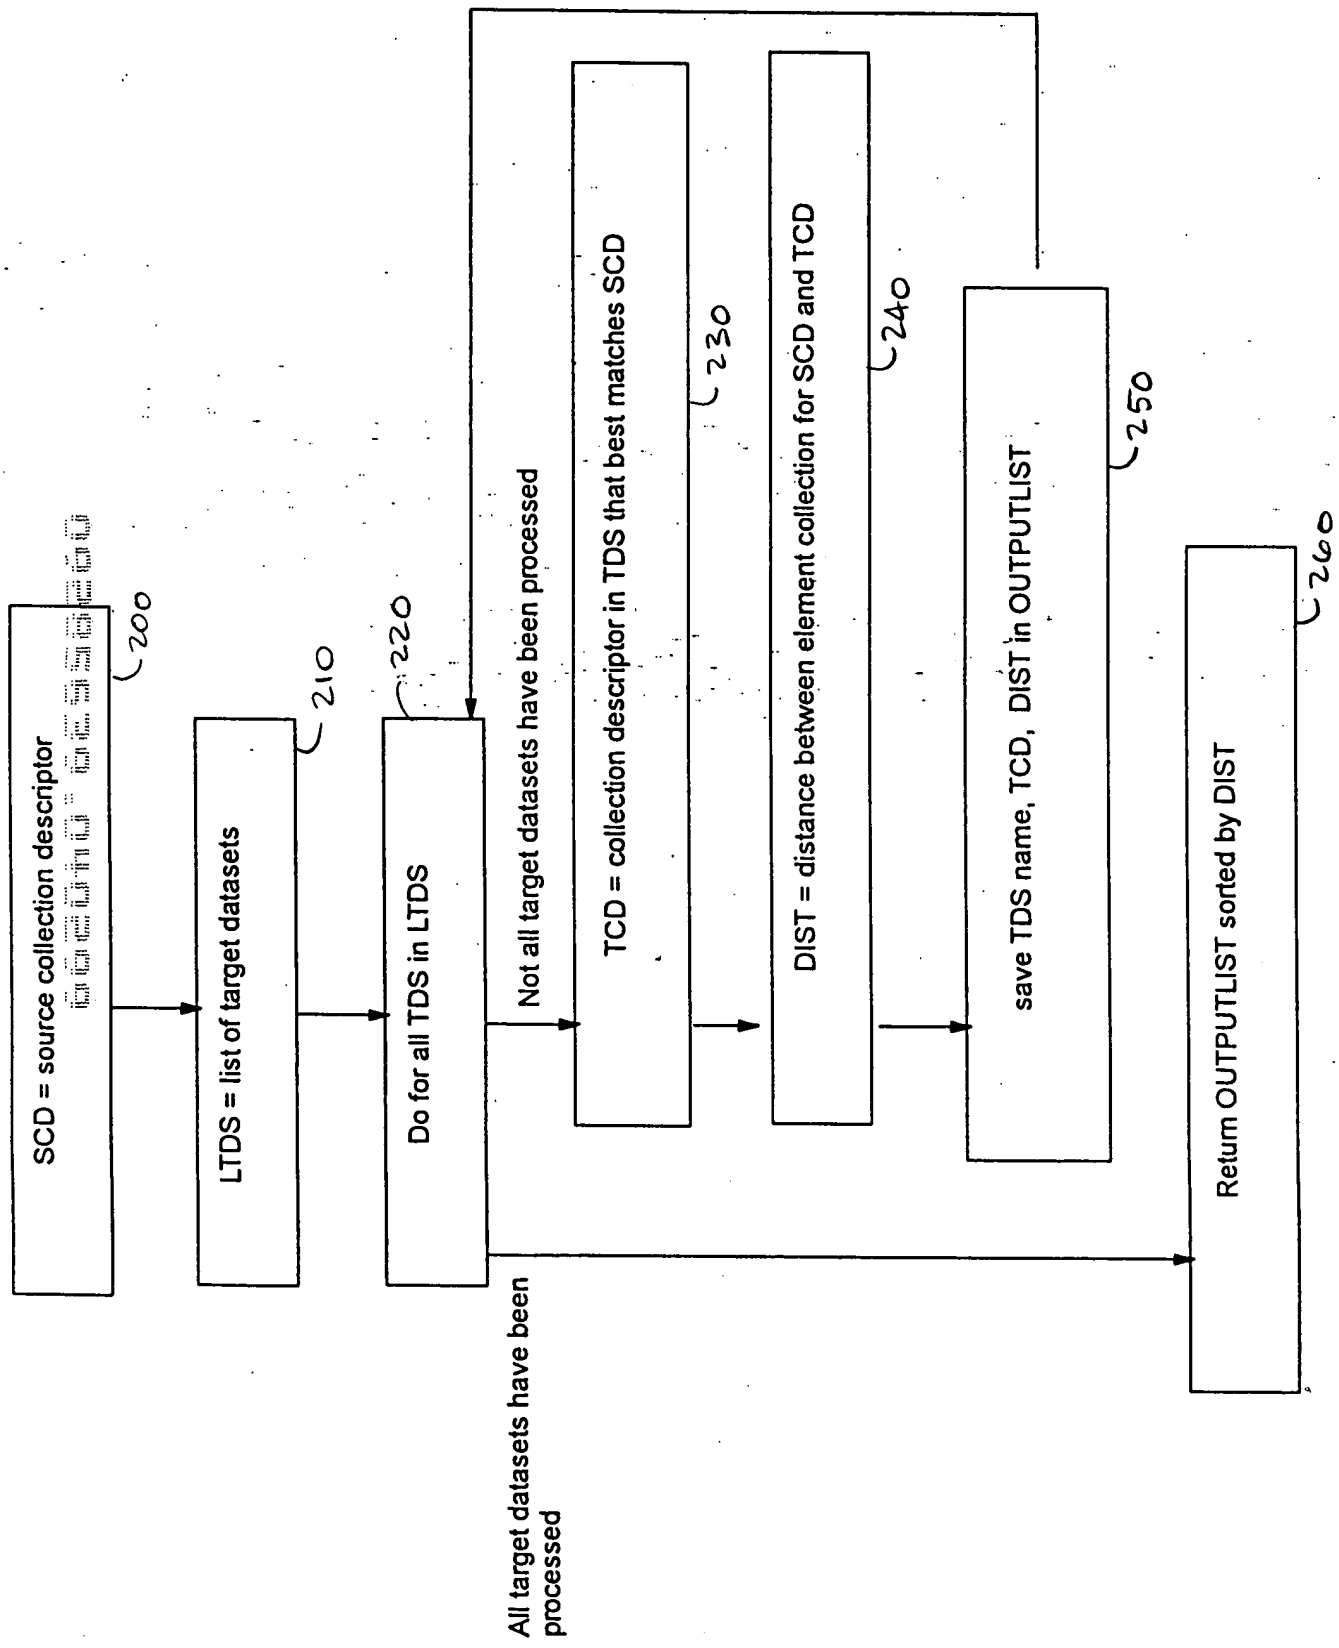 SCD = source collection descriptor
200
LTDS = list of target datasets
210
Do for all TDS in LTDS
220
Not all target datasets have been processed
TCD = collection descriptor in TDS that best matches SCD
230
DIST = distance between element collection for SCD and TCD
240
save TDS name, TCD, DIST in OUTPUTLIST
250
All target datasets have been
processed
Return OUTPUTLIST sorted by DIST
260